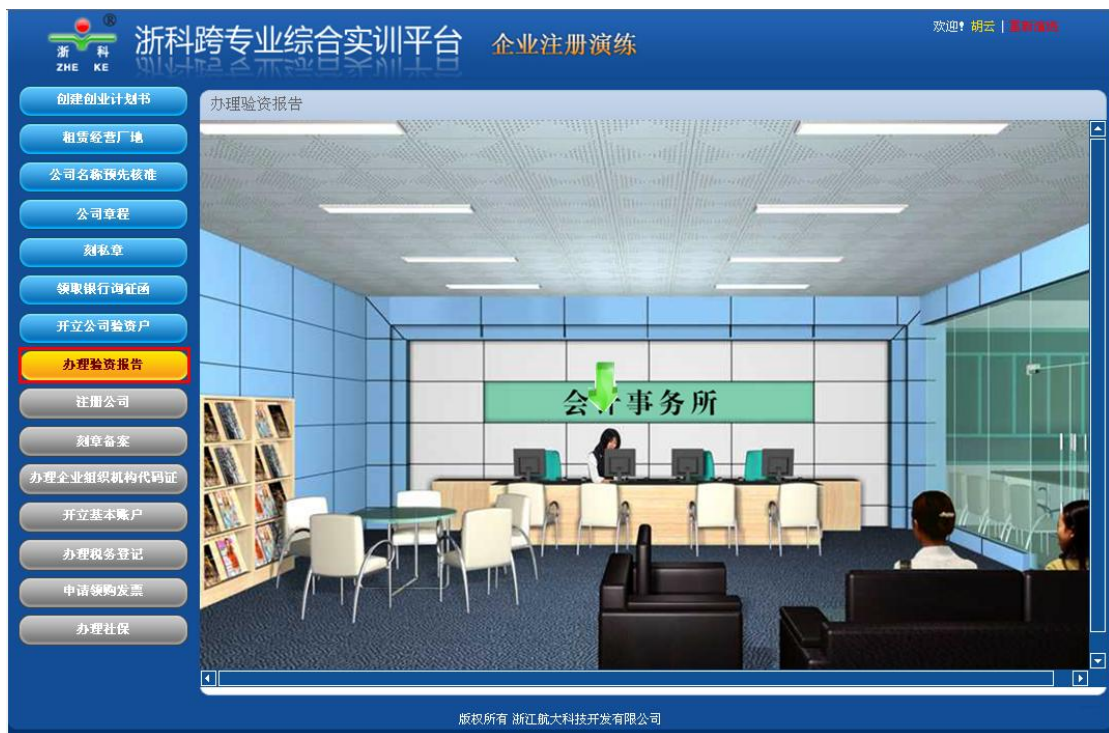 浙 科
ZHE KE
®
浙科跨专业综合实训平台
企业注册演练
欢迎! 胡云 | 重新演练
创建创业计划书
租赁经营厂地
公司名称预先核准
公司章程
刻私章
领取银行询征函
开立公司验资户
办理验资报告
注册公司
刻章备案
办理企业组织机构代码证
开立基本账户
办理税务登记
申请领购发票
办理社保
办理验资报告
会计事务所
版权所有 浙江航大科技开发有限公司